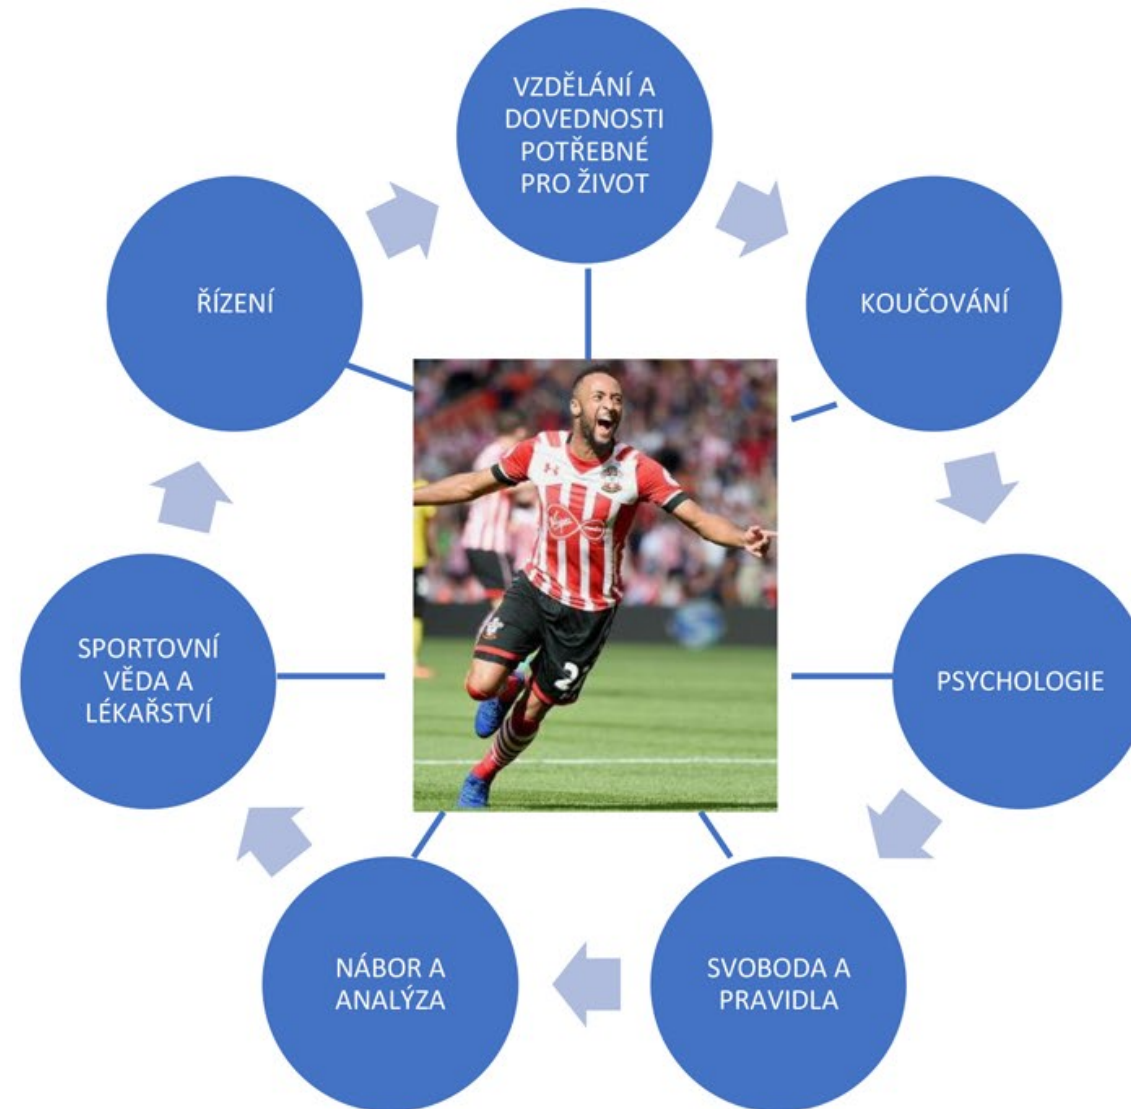 VZDĚLÁNÍ A
DOVEDNOSTI
POTŘEBNÉ
PRO ŽIVOT
KOUČOVÁNÍ
PSYCHOLOGIE
SVOBODA A
PRAVIDLA
NÁBOR A
ANALÝZA
SPORTOVNÍ
VĚDA A
LÉKAŘSTVÍ
ŘÍZENÍ